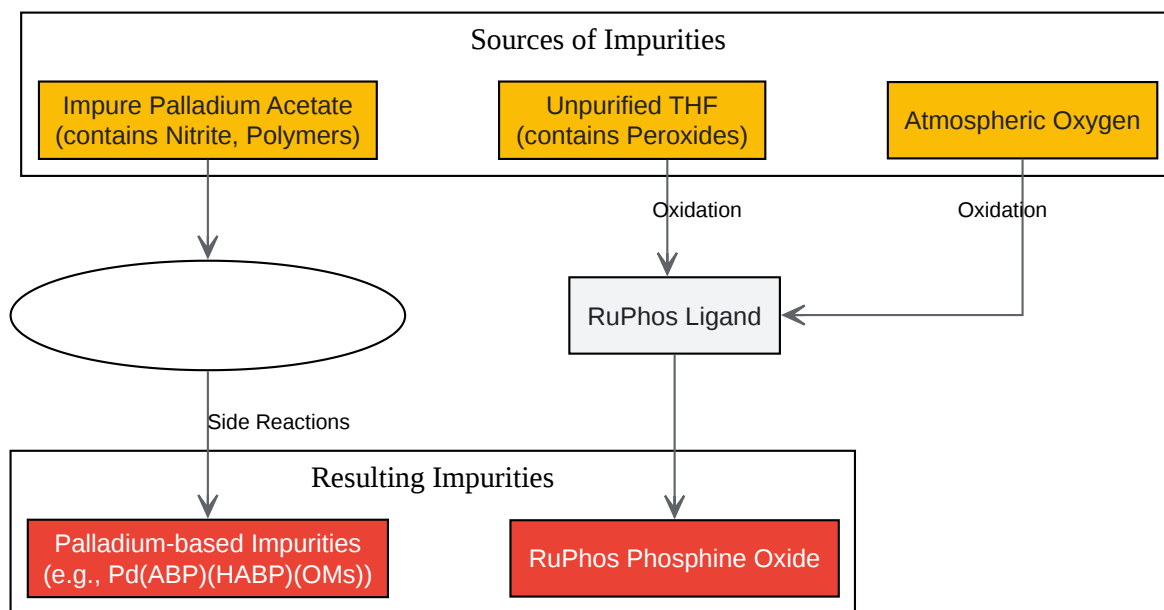 Sources of Impurities
Impure Palladium Acetate
(contains Nitrite, Polymers)
Unpurified THF
(contains Peroxides)
Atmospheric Oxygen
Oxidation
Oxidation
RuPhos Ligand
Side Reactions
Resulting Impurities
Palladium-based Impurities
(e.g., Pd(ABP)(HABP)(OMs))
RuPhos Phosphine Oxide